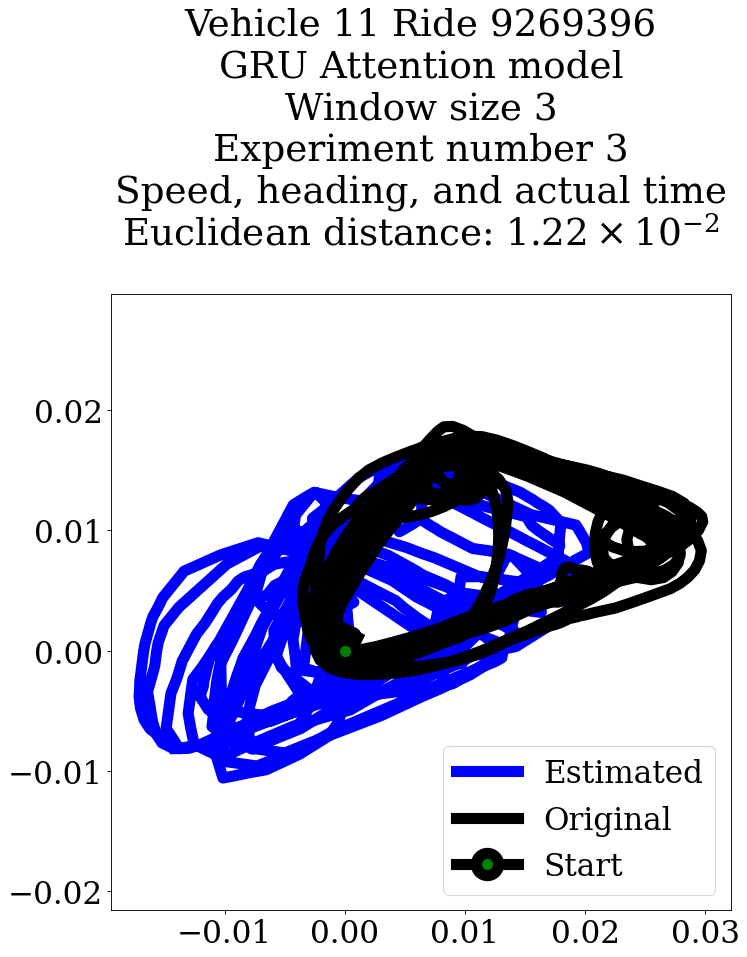 Vehicle 11 Ride 9269396
GRU Attention model
Window size 3
Experiment number 3
Speed, heading, and actual time
Euclidean distance: 1.22 × 10⁻²
0.02
0.01
0.00
−0.01
−0.02
Estimated
Original
Start
−0.01 0.00 0.01 0.02 0.03